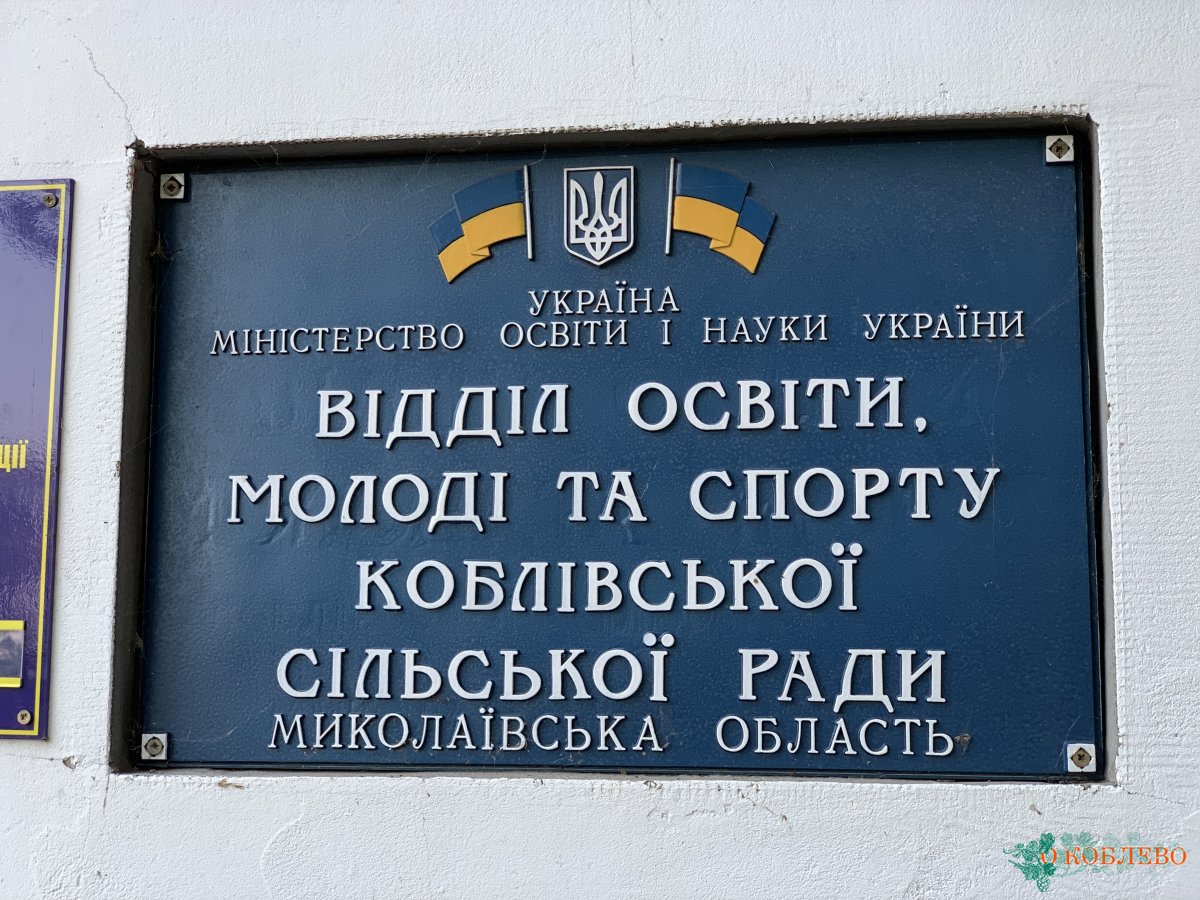 УКРАЇНА
МІНІСТЕРСТВО ОСВІТИ І НАУКИ УКРАЇНИ
ВІДДІЛ ОСВІТИ,
МОЛОДІ ТА СПОРТУ
КОБЛІВСЬКОЇ
СІЛЬСЬКОЇ РАДИ
МИКОЛАЇВСЬКА ОБЛАСТЬ
О КОБЛЕВО